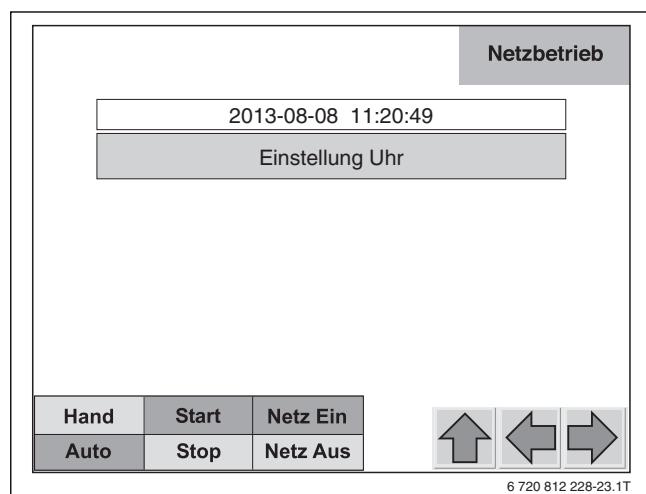 Netzbetrieb
2013-08-08 11:20:49
Einstellung Uhr
Hand Start Netz Ein
Auto Stop Netz Aus
6 720 812 228-23.1T